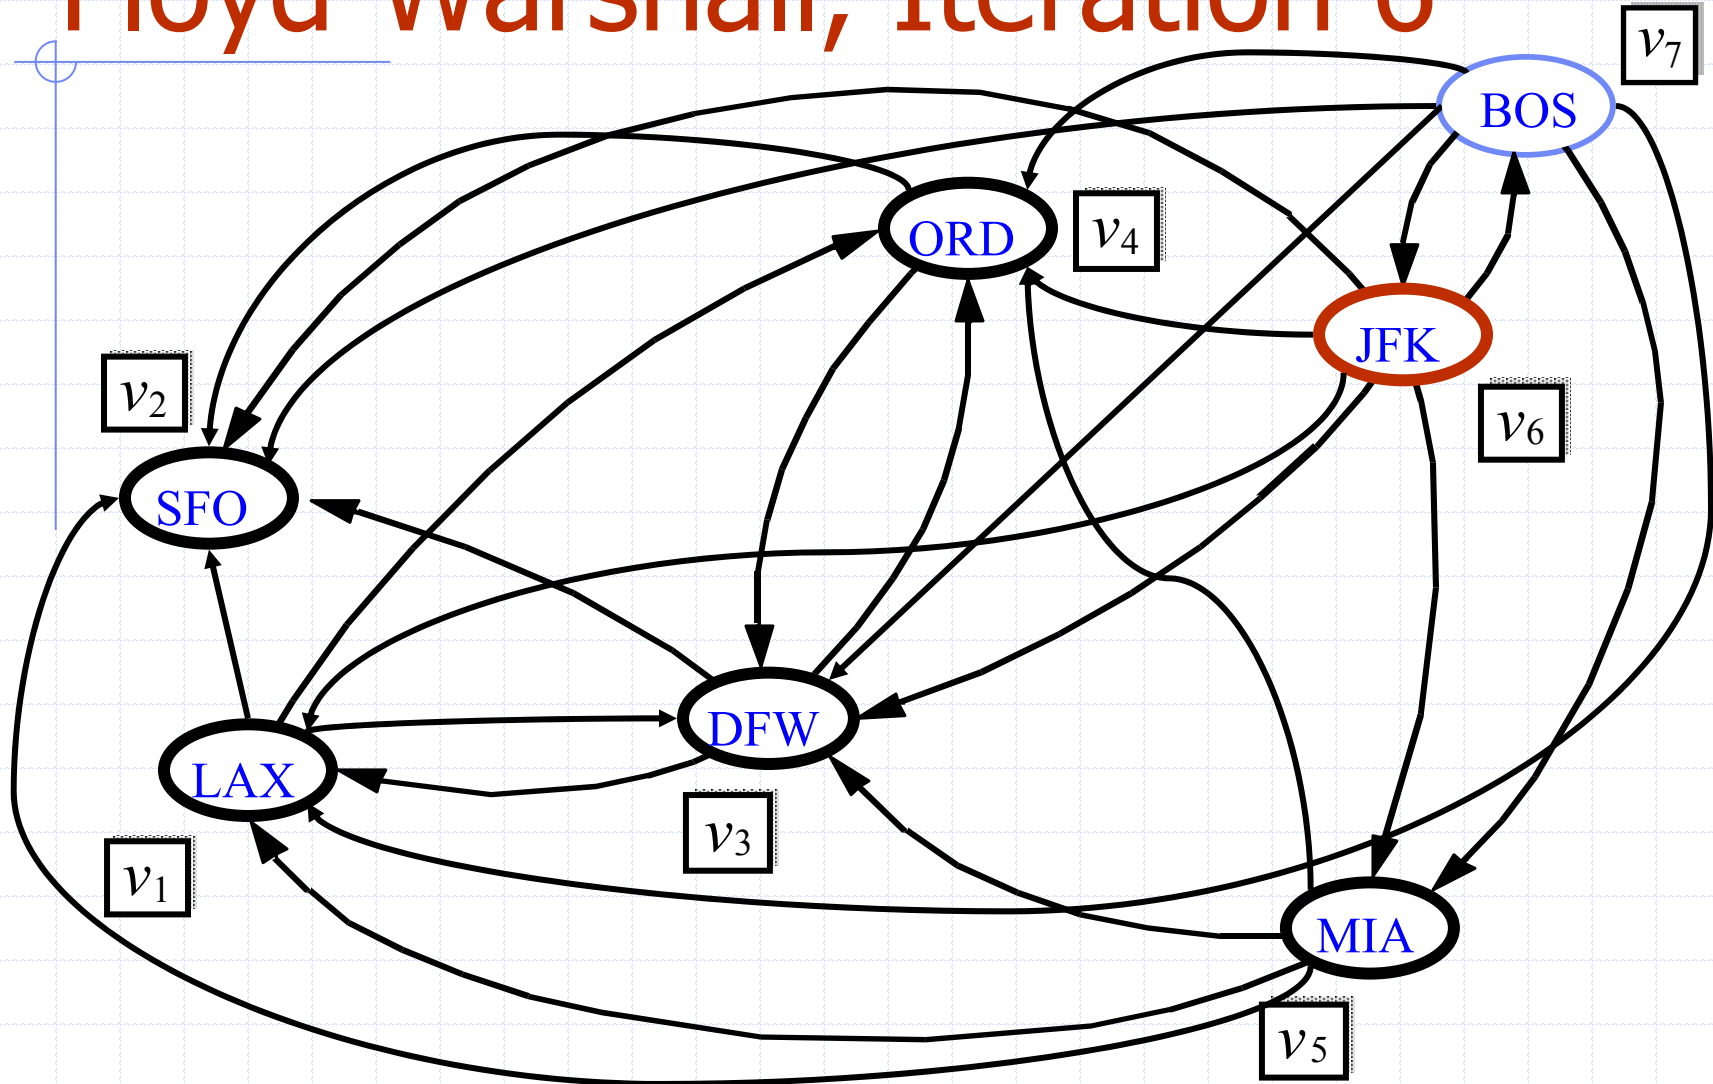 Floyd Warshall, Iteration 6
v7
BOS
ORD
v4
JFK
v2
v6
SFO
DFW
LAX
v3
v1
MIA
v5